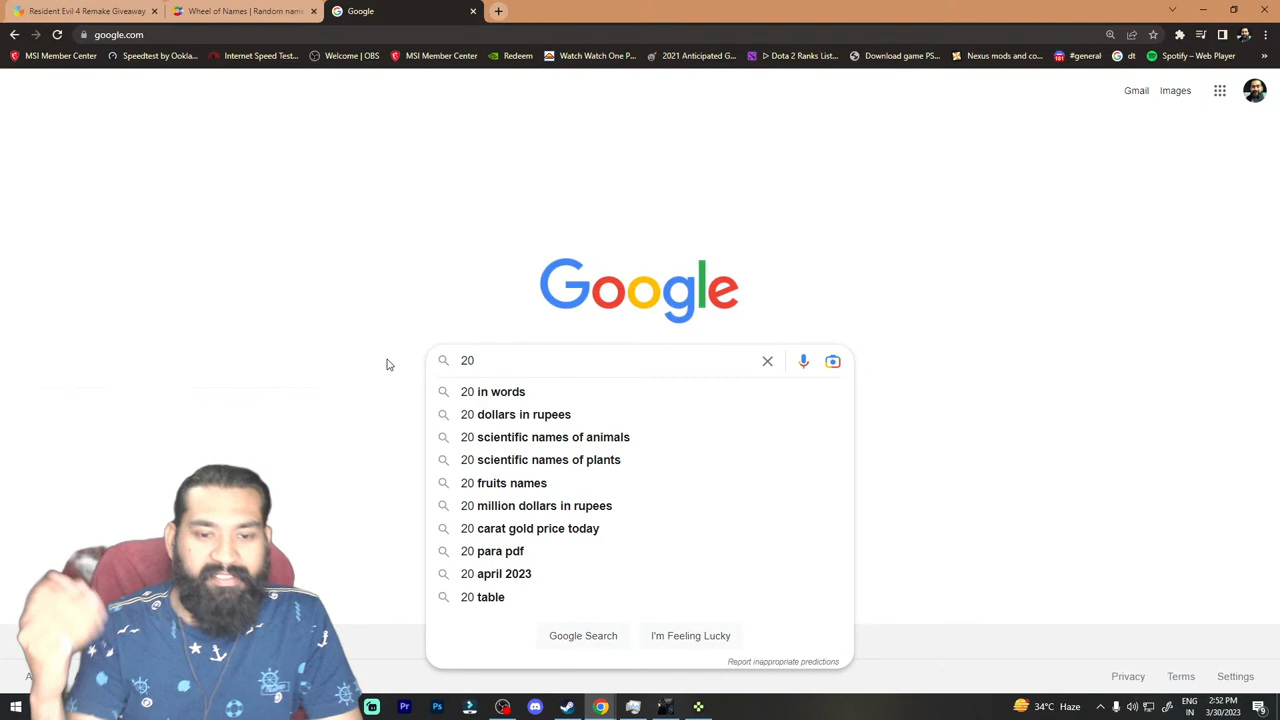 Resident Evil 4 Remake Giveaway
Wheel of Names | Random name
Google
google.com
MSI Member Center
Speedtest by Ookla...
Internet Speed Test...
Welcome | OBS
MSI Member Center
Redeem
Watch Watch One P...
2021 Anticipated G...
▷ Dota 2 Ranks List...
Download game PS...
Nexus mods and co...
#general
dt
Spotify – Web Player
»
Gmail Images
Google
20
20 in words
20 dollars in rupees
20 scientific names of animals
20 scientific names of plants
20 fruits names
20 million dollars in rupees
20 carat gold price today
20 para pdf
20 april 2023
20 table
Google Search I'm Feeling Lucky
Report inappropriate predictions
Privacy Terms Settings
Pr Ps
34°C Haze
ENG
IN
2:52 PM
3/30/2023